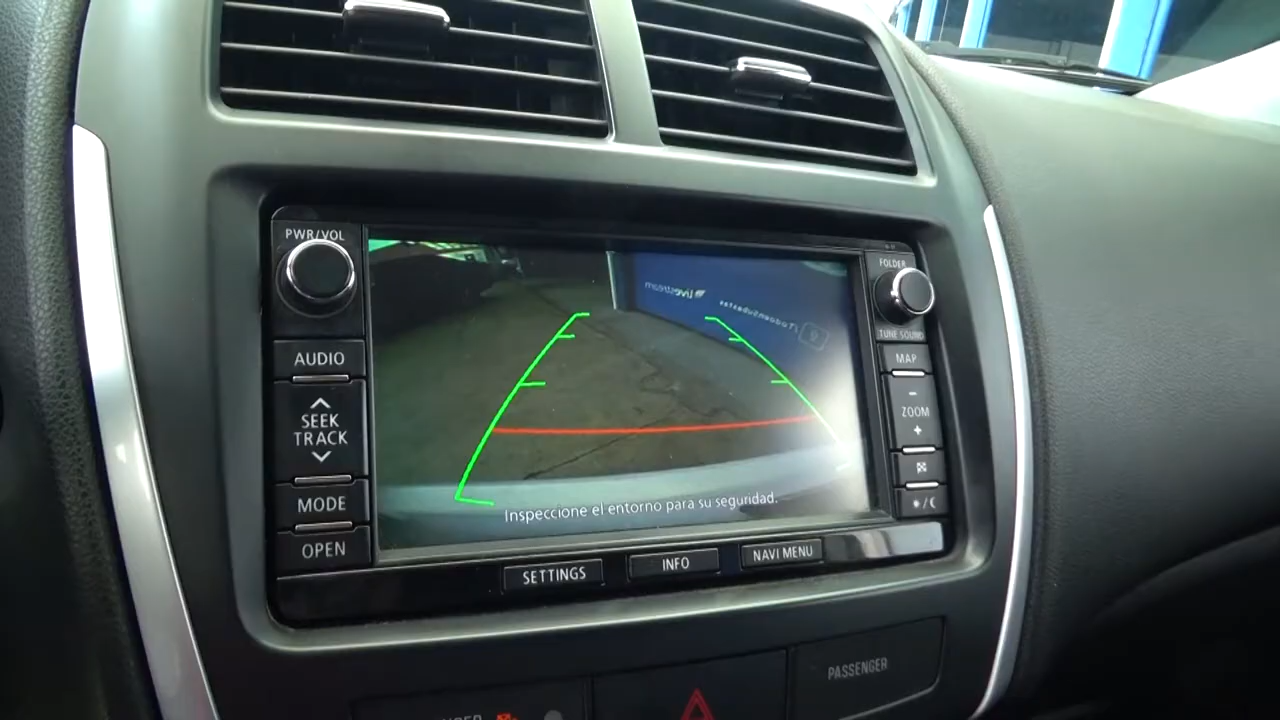 PWR/VOL
AUDIO
SEEK
TRACK
MODE
OPEN
FOLDER
TUNE SOUND
MAP
ZOOM
Inspeccione el entorno para su seguridad.
SETTINGS
INFO
NAVI MENU
PASSENGER